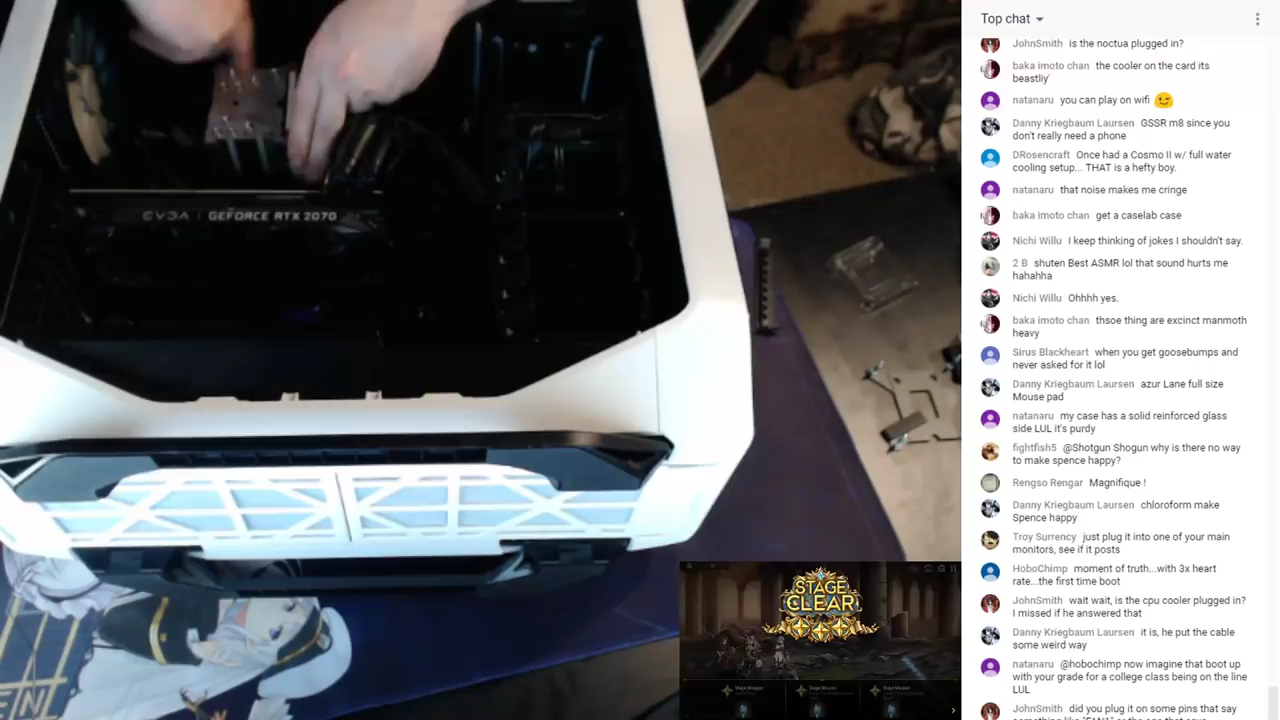 Top chat
JohnSmith is the noctua plugged in?
baka imoto chan the cooler on the card its
beastliy'
natanaru you can play on wifi
Danny Kriegbaum Laursen GSSR m8 since you
don't really need a phone
DRosencraft Once had a Cosmo II w/ full water
cooling setup... THAT is a hefty boy.
natanaru that noise makes me cringe
baka imoto chan get a caselab case
Nichi Willu I keep thinking of jokes I shouldn't say.
2 B shuten Best ASMR lol that sound hurts me
hahahha
Nichi Willu Ohhhh yes.
baka imoto chan thsoe thing are excinct manmoth
heavy
Sirus Blackheart when you get goosebumps and
never asked for it lol
Danny Kriegbaum Laursen azur Lane full size
Mouse pad
natanaru my case has a solid reinforced glass
side LUL it's purdy
fightfish5 @Shotgun Shogun why is there no way
to make spence happy?
Rengso Rengar Magnifique !
Danny Kriegbaum Laursen chloroform make
Spence happy
Troy Surrency just plug it into one of your main
monitors, see if it posts
HoboChimp moment of truth...with 3x heart
rate...the first time boot
JohnSmith wait wait, is the cpu cooler plugged in?
I missed if he answered that
Danny Kriegbaum Laursen it is, he put the cable
some weird way
natanaru @hobochimp now imagine that boot up
with your grade for a college class being on the line
LUL
JohnSmith did you plug it on some pins that say
EVGA | GEFORCE RTX 2070
STAGE
CLEAR